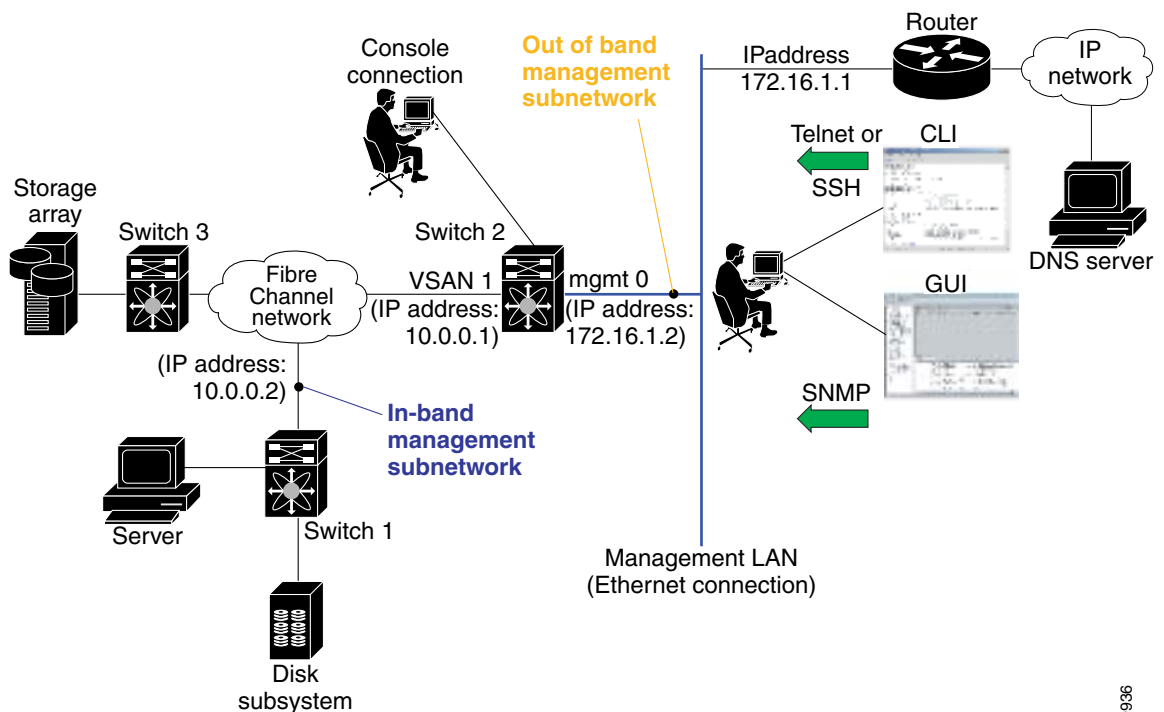 Router
IP
network
IPaddress
172.16.1.1
Out of band
management
subnetwork
Console
connection
Telnet or
SSH
CLI
DNS server
Storage
array
Switch 3
Switch 2
Fibre
Channel
network
VSAN 1
(IP address:
10.0.0.1)
mgmt 0
(IP address:
172.16.1.2)
GUI
(IP address:
10.0.0.2)
SNMP
In-band
management
subnetwork
Server
Switch 1
Management LAN
(Ethernet connection)
Disk
subsystem
936